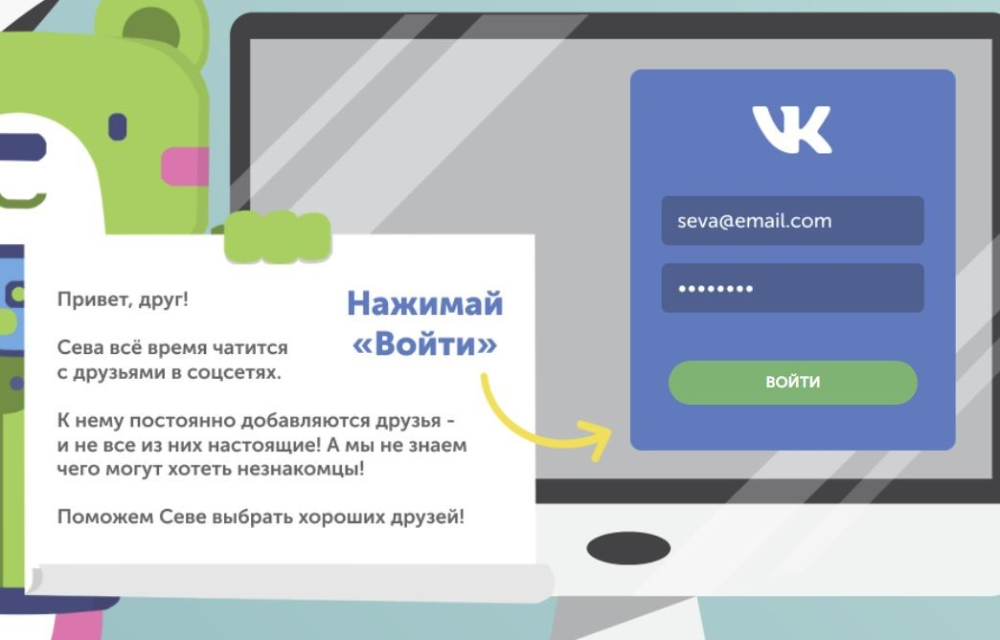 Привет, друг!
Сева всё время чатится
с друзьями в соцсетях.
К нему постоянно добавляются друзья -
и не все из них настоящие! А мы не знаем
чего могут хотеть незнакомцы!
Поможем Севе выбрать хороших друзей!
Нажимай
«Войти»
VK
seva@email.com
••••••••
ВОЙТИ